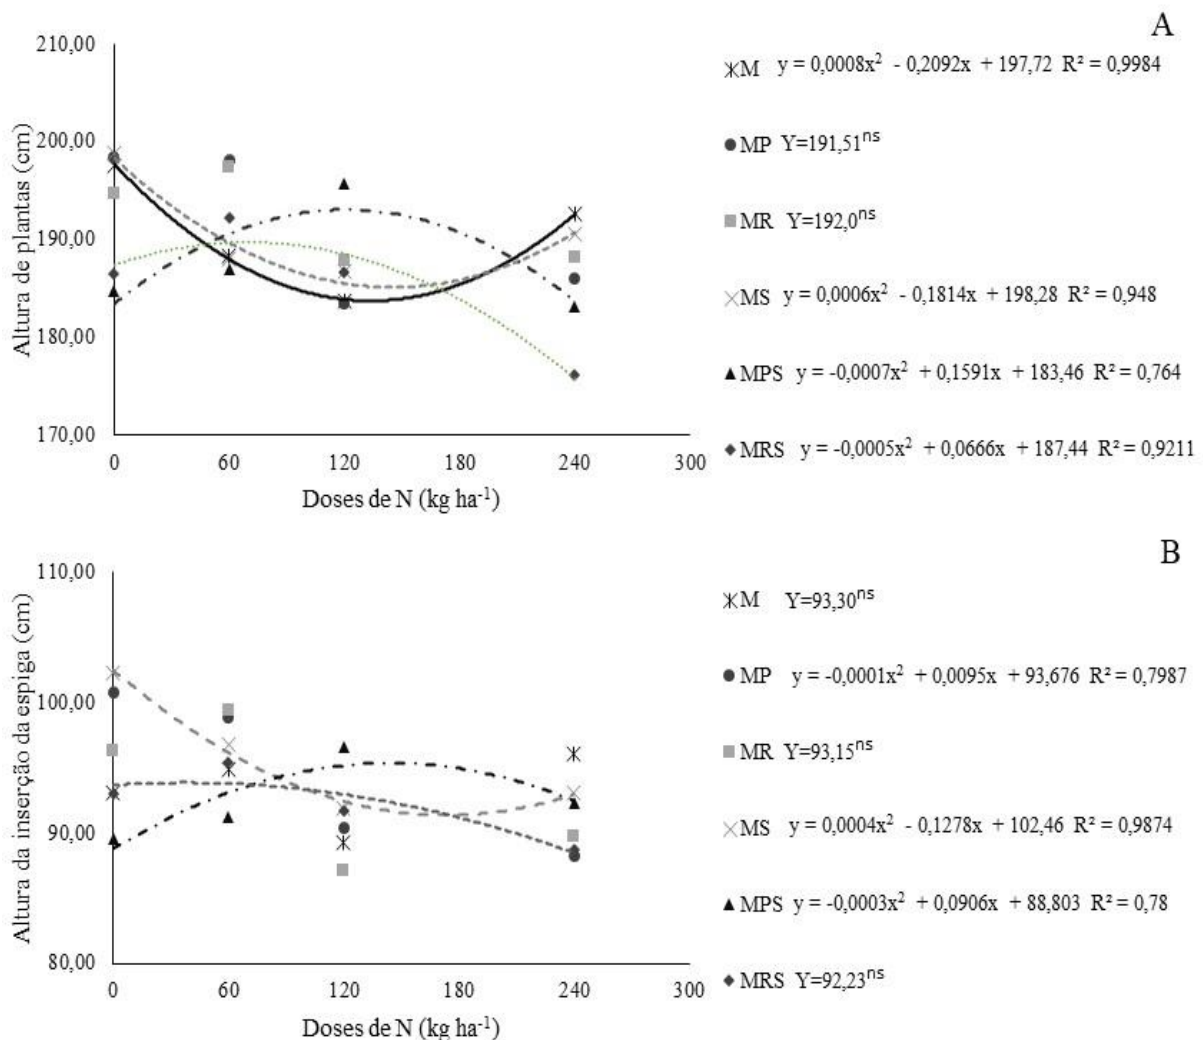 A
210,00
200,00
190,00
180,00
170,00
Altura de plantas (cm)
0 60 120 180 240 300
Doses de N (kg ha⁻¹)
M y = 0,0008x² - 0,2092x + 197,72 R² = 0,9984
MP Y=191,51ⁿˢ
MR Y=192,0ⁿˢ
MS y = 0,0006x² - 0,1814x + 198,28 R² = 0,948
MPS y = -0,0007x² + 0,1591x + 183,46 R² = 0,764
MRS y = -0,0005x² + 0,0666x + 187,44 R² = 0,9211
B
110,00
100,00
90,00
80,00
Altura da inserção da espiga (cm)
0 60 120 180 240 300
Doses de N (kg ha⁻¹)
M Y=93,30ⁿˢ
MP y = -0,0001x² + 0,0095x + 93,676 R² = 0,7987
MR Y=93,15ⁿˢ
MS y = 0,0004x² - 0,1278x + 102,46 R² = 0,9874
MPS y = -0,0003x² + 0,0906x + 88,803 R² = 0,78
MRS Y=92,23ⁿˢ